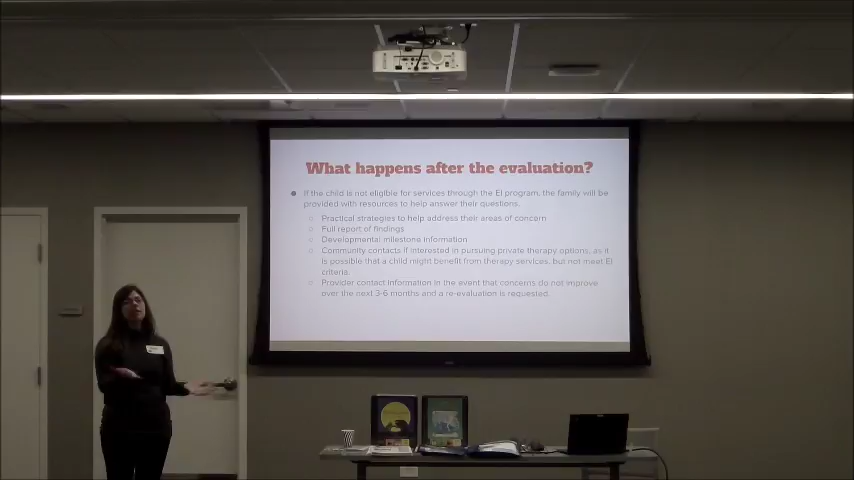 What happens after the evaluation?
If the child is not eligible for services through the EI program, the family will be
provided with resources to help answer their questions.
Practical strategies to help address their areas of concern
Full report of findings
Developmental milestone information
Community contacts if interested in pursuing private therapy options, as it
is possible that a child might benefit from therapy services, but not meet EI
criteria.
Provider contact information in the event that concerns do not improve
over the next 3-6 months and a re-evaluation is requested.